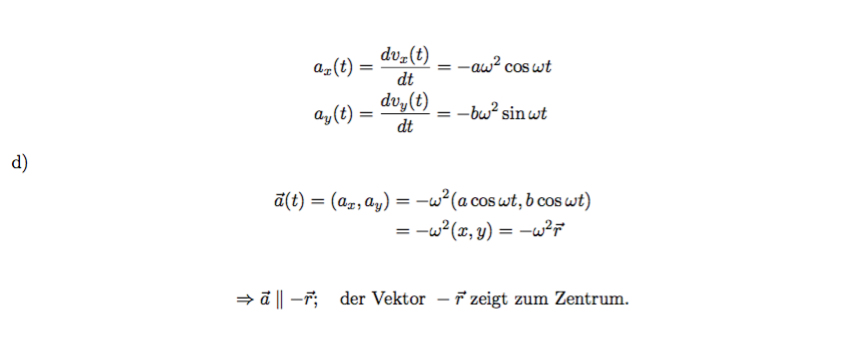 a_x(t) = dv_x(t)/dt = −aω² cos ωt
a_y(t) = dv_y(t)/dt = −bω² sin ωt
d)
a⃗(t) = (a_x, a_y) = −ω²(a cos ωt, b cos ωt)
= −ω²(x, y) = −ω²r⃗
⇒ a⃗ ∥ −r⃗; der Vektor − r⃗ zeigt zum Zentrum.